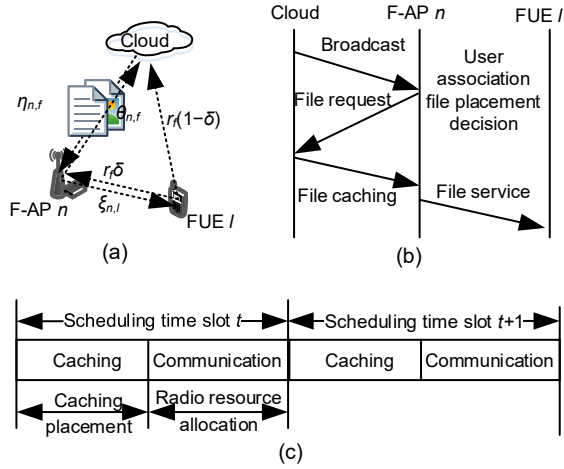 Cloud
η_{n,f}
θ_{n,f}
r_f(1−δ)
r_fδ
ξ_{n,l}
F-AP n
FUE l
(a)
Cloud
F-AP n
FUE l
Broadcast
User
association
file placement
decision
File request
File caching
File service
(b)
Scheduling time slot t
Scheduling time slot t+1
Caching
Communication
Caching
Communication
Caching
placement
Radio resource
allocation
(c)